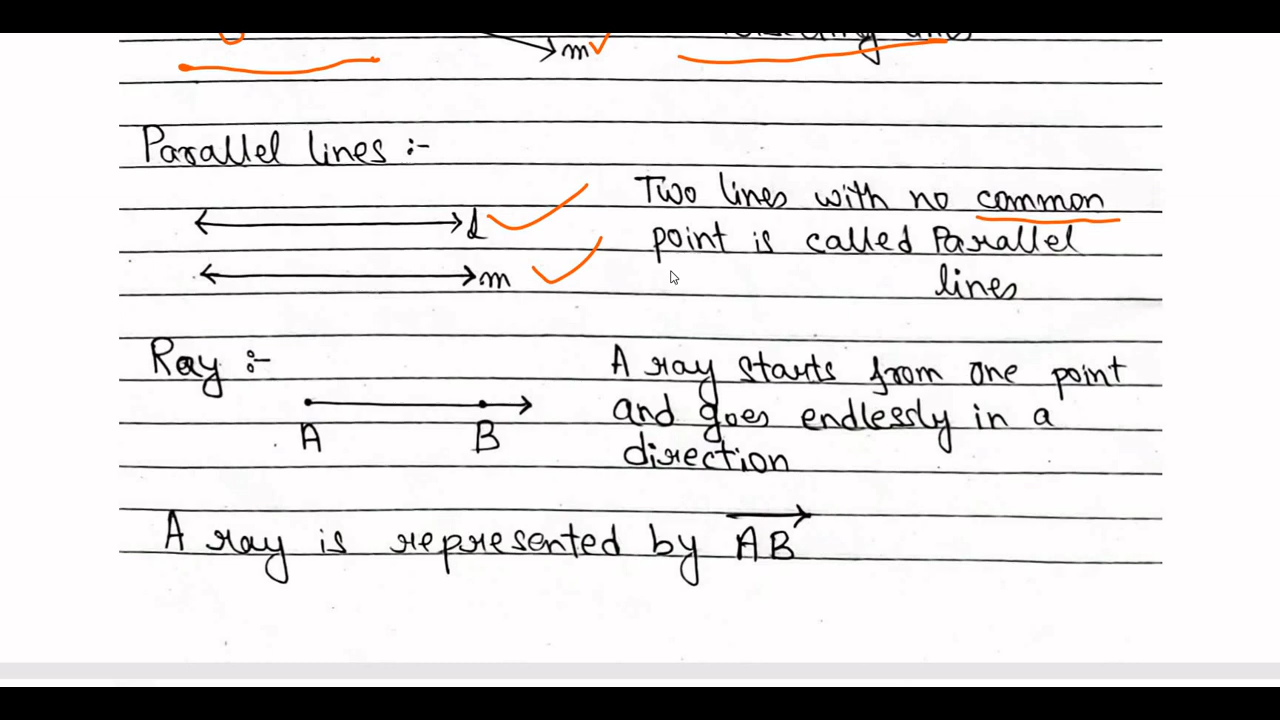 m
Parallel lines :-
l
Two lines with no common
point is called Parallel
m
lines
Ray :-
A ray starts from one point
and goes endlessly in a
A B
direction
A ray is represented by AB